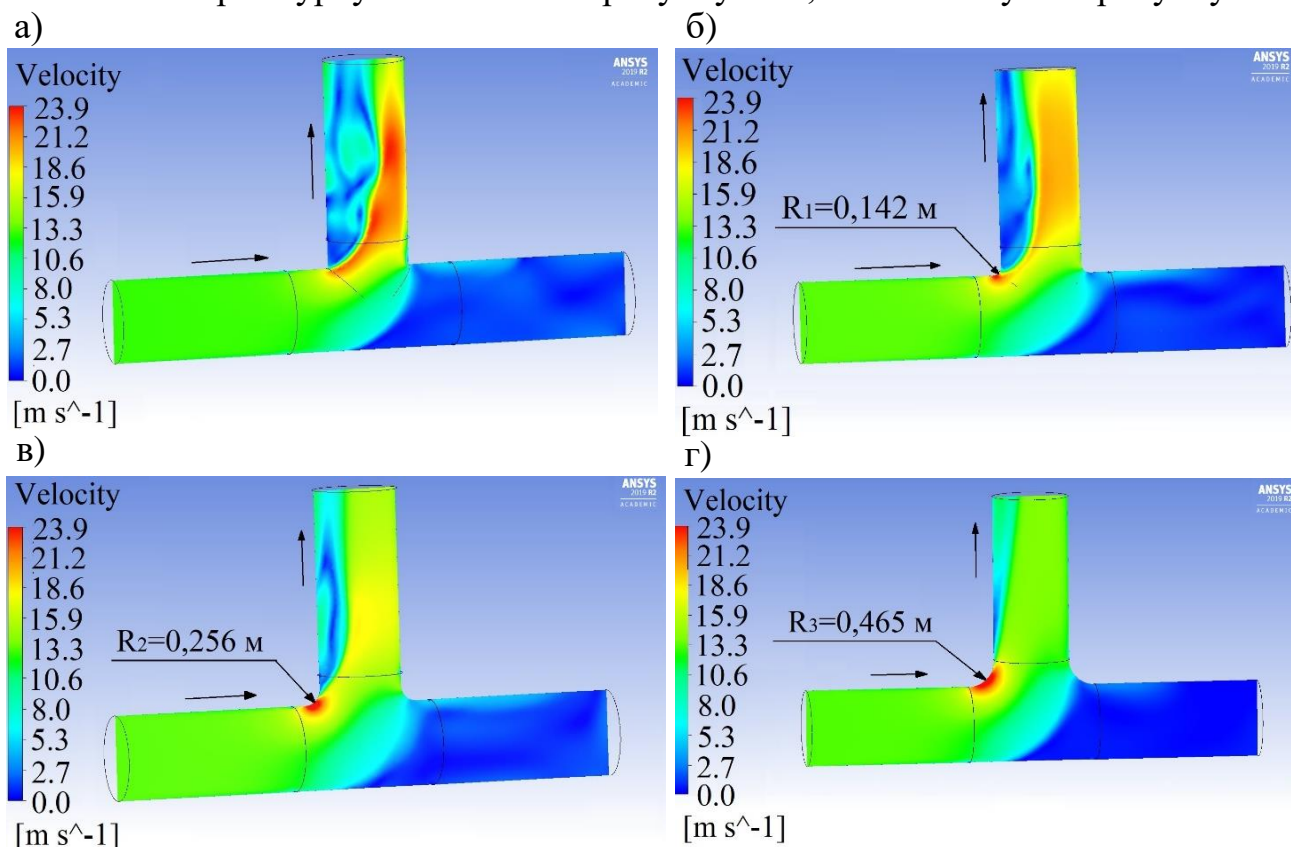 а)
б)
Velocity
23.9
21.2
18.6
15.9
13.3
10.6
8.0
5.3
2.7
0.0
[m s^-1]
ANSYS
2019 R2
ACADEMIC
Velocity
23.9
21.2
18.6
15.9
13.3
10.6
8.0
5.3
2.7
0.0
[m s^-1]
R1=0,142 м
ANSYS
2019 R2
ACADEMIC
в)
г)
Velocity
23.9
21.2
18.6
15.9
13.3
10.6
8.0
5.3
2.7
0.0
[m s^-1]
R2=0,256 м
ANSYS
2019 R2
ACADEMIC
Velocity
23.9
21.2
18.6
15.9
13.3
10.6
8.0
5.3
2.7
0.0
[m s^-1]
R3=0,465 м
ANSYS
2019 R2
ACADEMIC